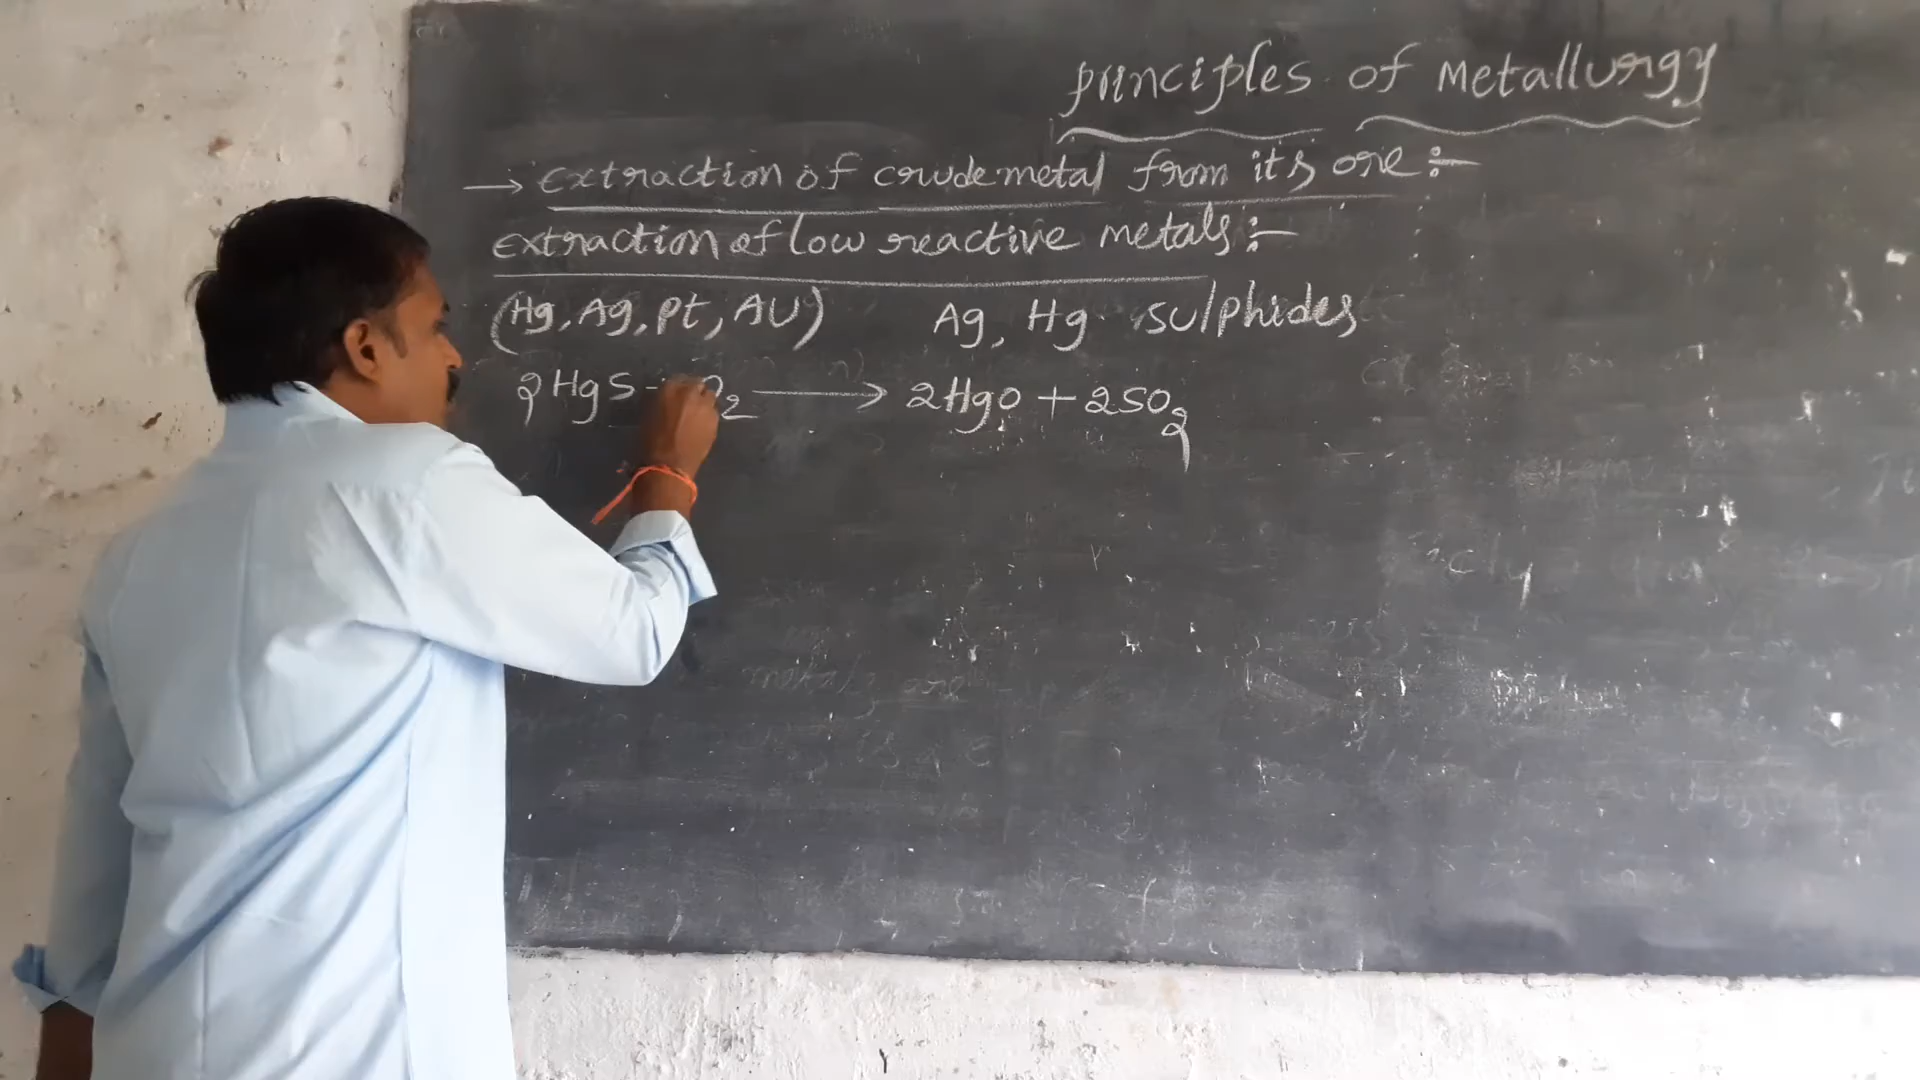 principles of Metallurgy
→ extraction of crude metal from its ore :-
extraction of low reactive metals :-
(Hg, Ag, pt, AU) Ag, Hg sulphides
2HgS - O₂ ⟶ 2HgO + 2SO₂